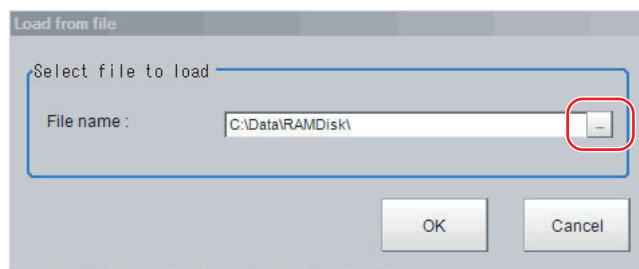 Load from file
Select file to load
File name :
C:\Data\RAMDisk\
...
OK
Cancel